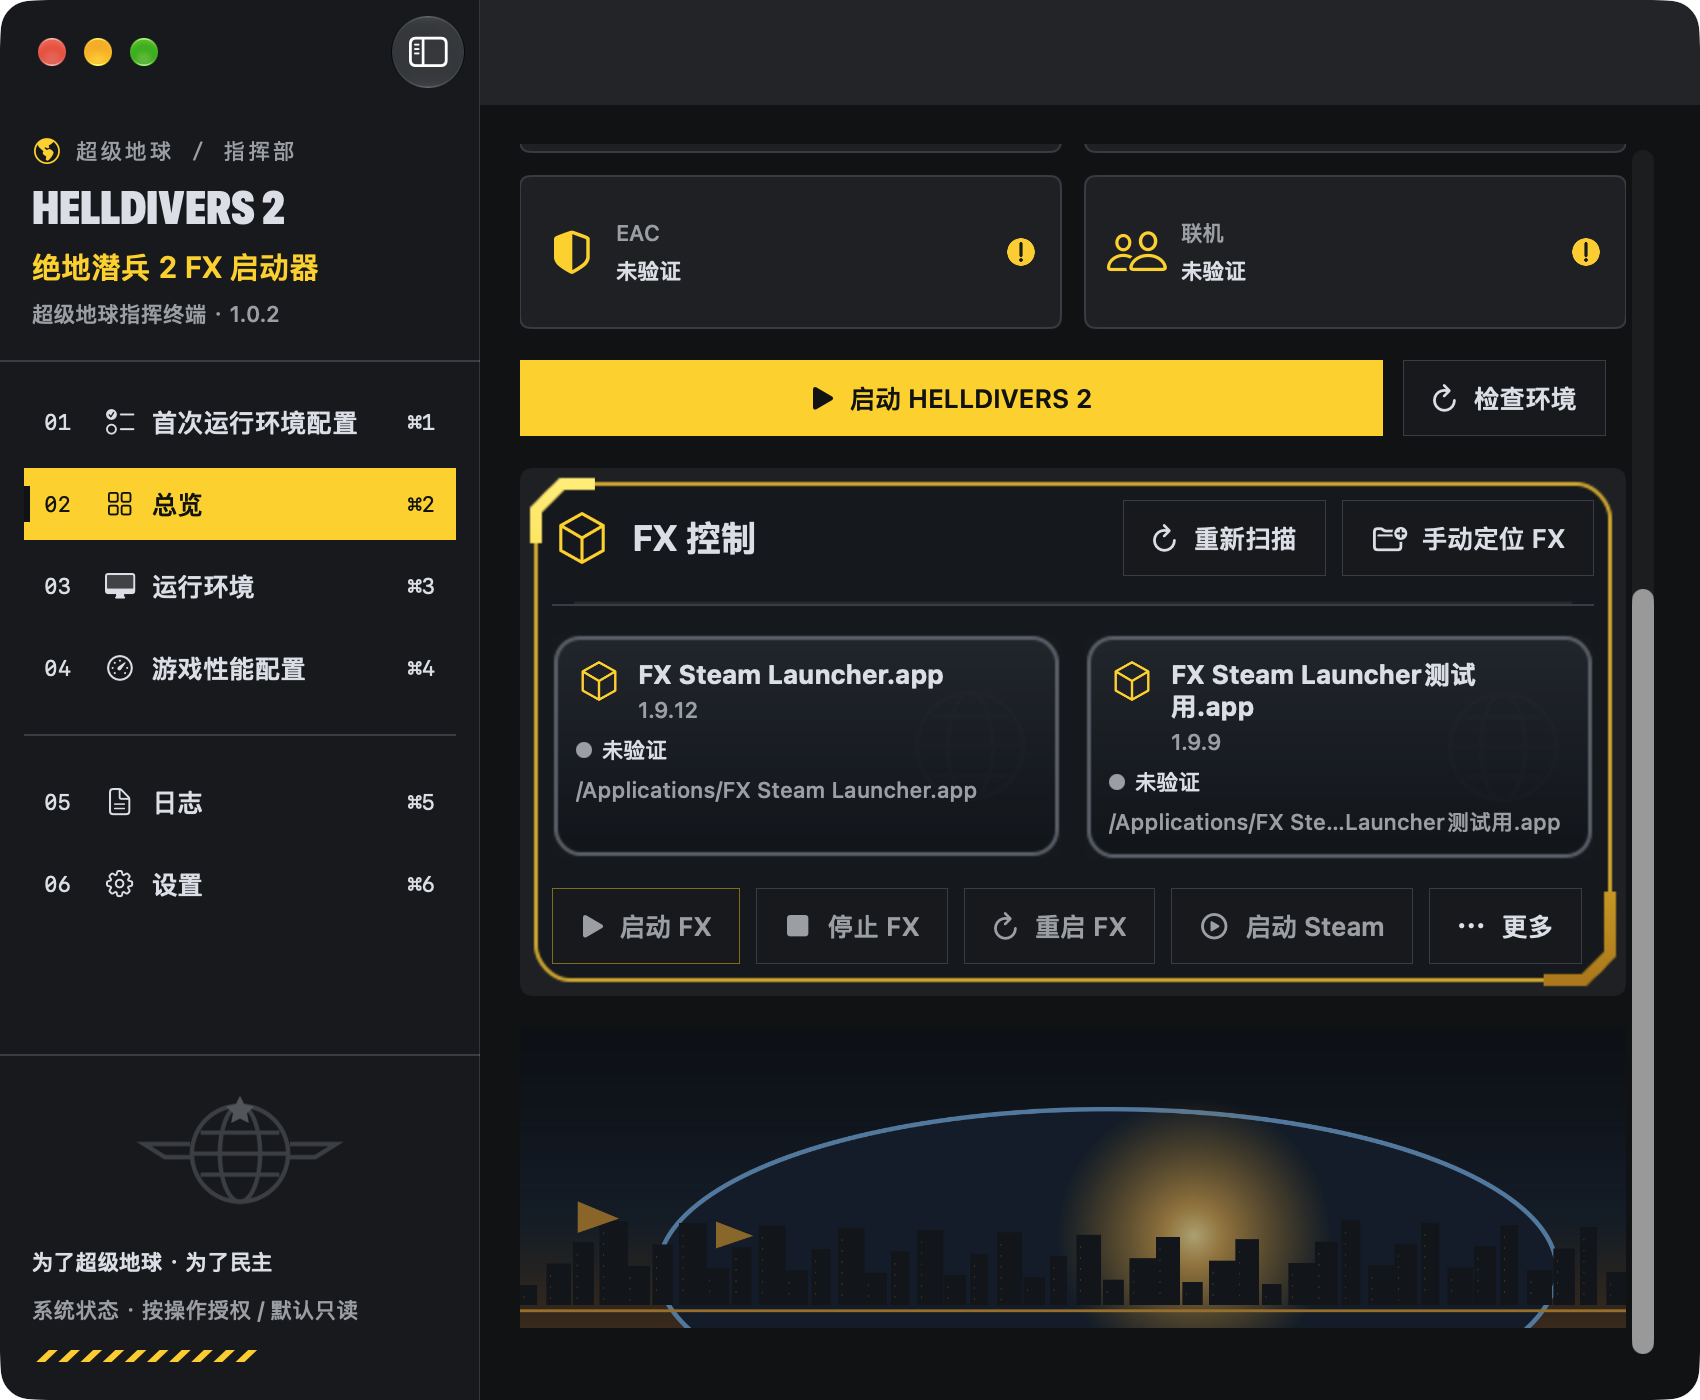 超级地球 / 指挥部
HELLDIVERS 2
绝地潜兵 2 FX 启动器
超级地球指挥终端 · 1.0.2
01 首次运行环境配置 ⌘1
02 总览 ⌘2
03 运行环境 ⌘3
04 游戏性能配置 ⌘4
05 日志 ⌘5
06 设置 ⌘6
为了超级地球 · 为了民主
系统状态 · 按操作授权 / 默认只读
EAC
未验证
联机
未验证
启动 HELLDIVERS 2
检查环境
FX 控制
重新扫描
手动定位 FX
FX Steam Launcher.app
1.9.12
未验证
/Applications/FX Steam Launcher.app
FX Steam Launcher测试
用.app
1.9.9
未验证
/Applications/FX Ste...Launcher测试用.app
启动 FX
停止 FX
重启 FX
启动 Steam
··· 更多